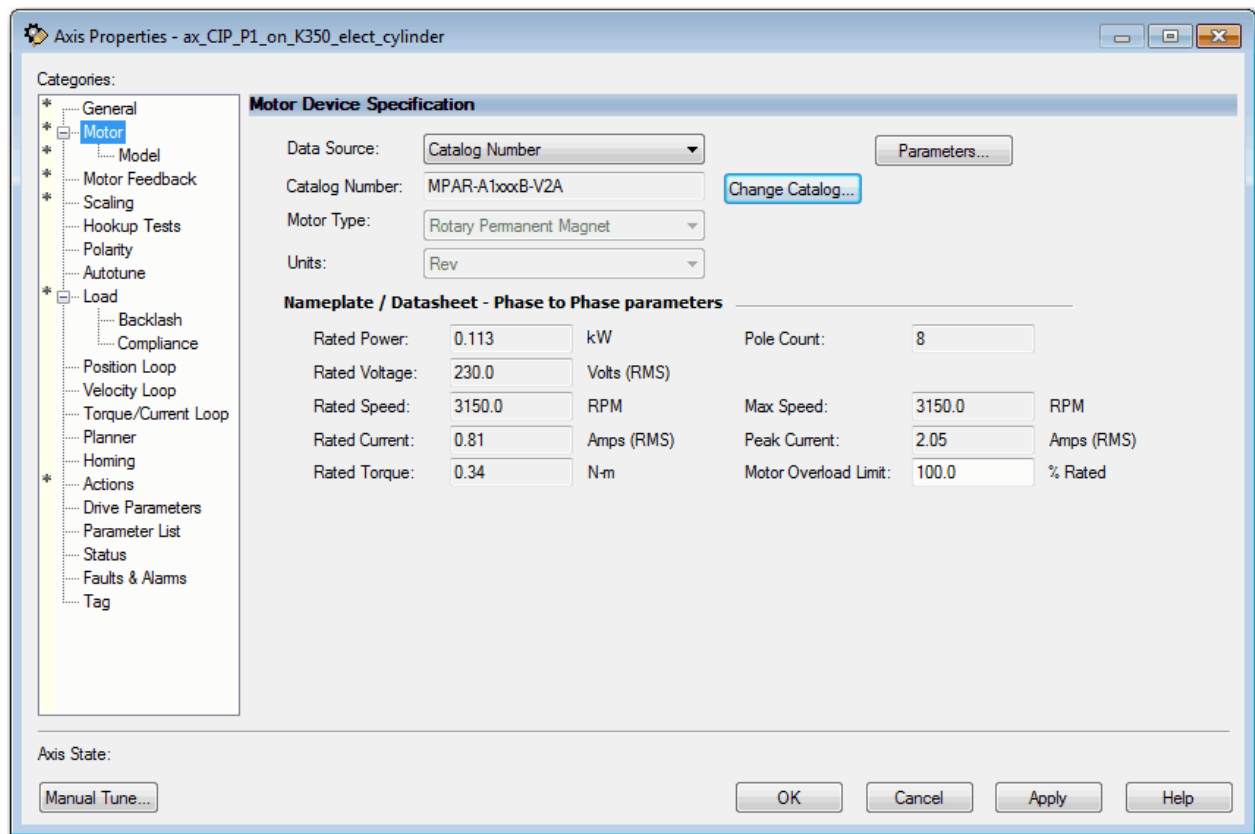 Axis Properties - ax_CIP_P1_on_K350_elect_cylinder
Categories:
* General
* Motor
* Model
* Motor Feedback
* Scaling
Hookup Tests
Polarity
Autotune
* Load
Backlash
Compliance
Position Loop
Velocity Loop
Torque/Current Loop
Planner
Homing
* Actions
Drive Parameters
Parameter List
Status
Faults & Alarms
Tag
Motor Device Specification
Data Source: Catalog Number Parameters...
Catalog Number: MPAR-A1xxxB-V2A Change Catalog...
Motor Type: Rotary Permanent Magnet
Units: Rev
Nameplate / Datasheet - Phase to Phase parameters
Rated Power: 0.113 kW Pole Count: 8
Rated Voltage: 230.0 Volts (RMS)
Rated Speed: 3150.0 RPM Max Speed: 3150.0 RPM
Rated Current: 0.81 Amps (RMS) Peak Current: 2.05 Amps (RMS)
Rated Torque: 0.34 N-m Motor Overload Limit: 100.0 % Rated
Axis State:
Manual Tune... OK Cancel Apply Help